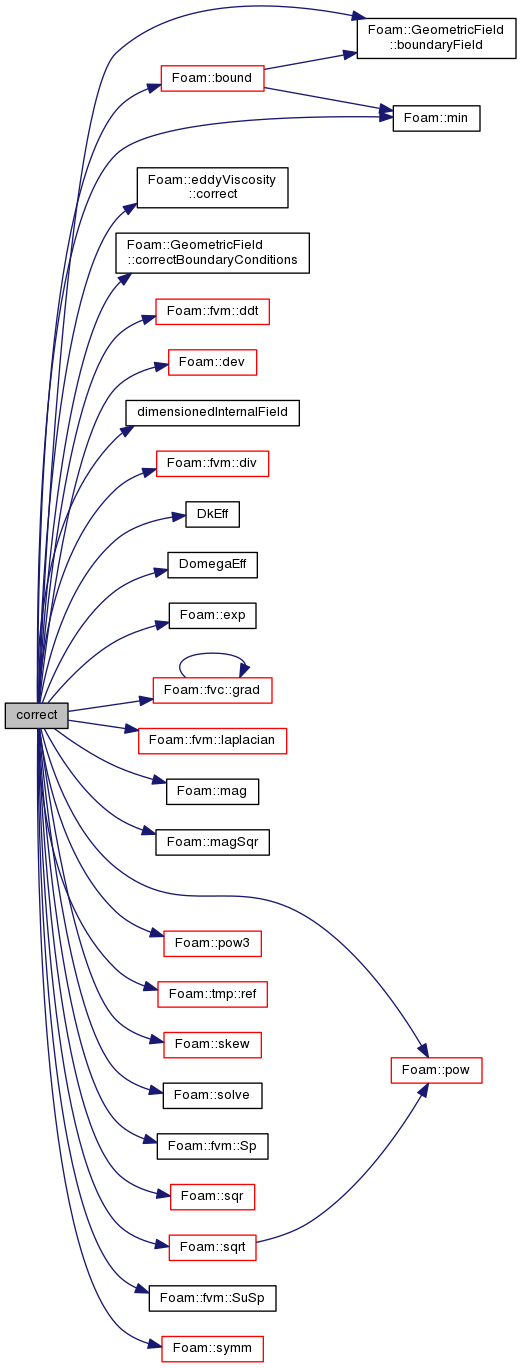 Foam::GeometricField
::boundaryField
Foam::bound
Foam::min
Foam::eddyViscosity
::correct
Foam::GeometricField
::correctBoundaryConditions
Foam::fvm::ddt
Foam::dev
dimensionedInternalField
Foam::fvm::div
DkEff
DomegaEff
Foam::exp
Foam::fvc::grad
correct
Foam::fvm::laplacian
Foam::mag
Foam::magSqr
Foam::pow3
Foam::tmp::ref
Foam::skew
Foam::pow
Foam::solve
Foam::fvm::Sp
Foam::sqr
Foam::sqrt
Foam::fvm::SuSp
Foam::symm